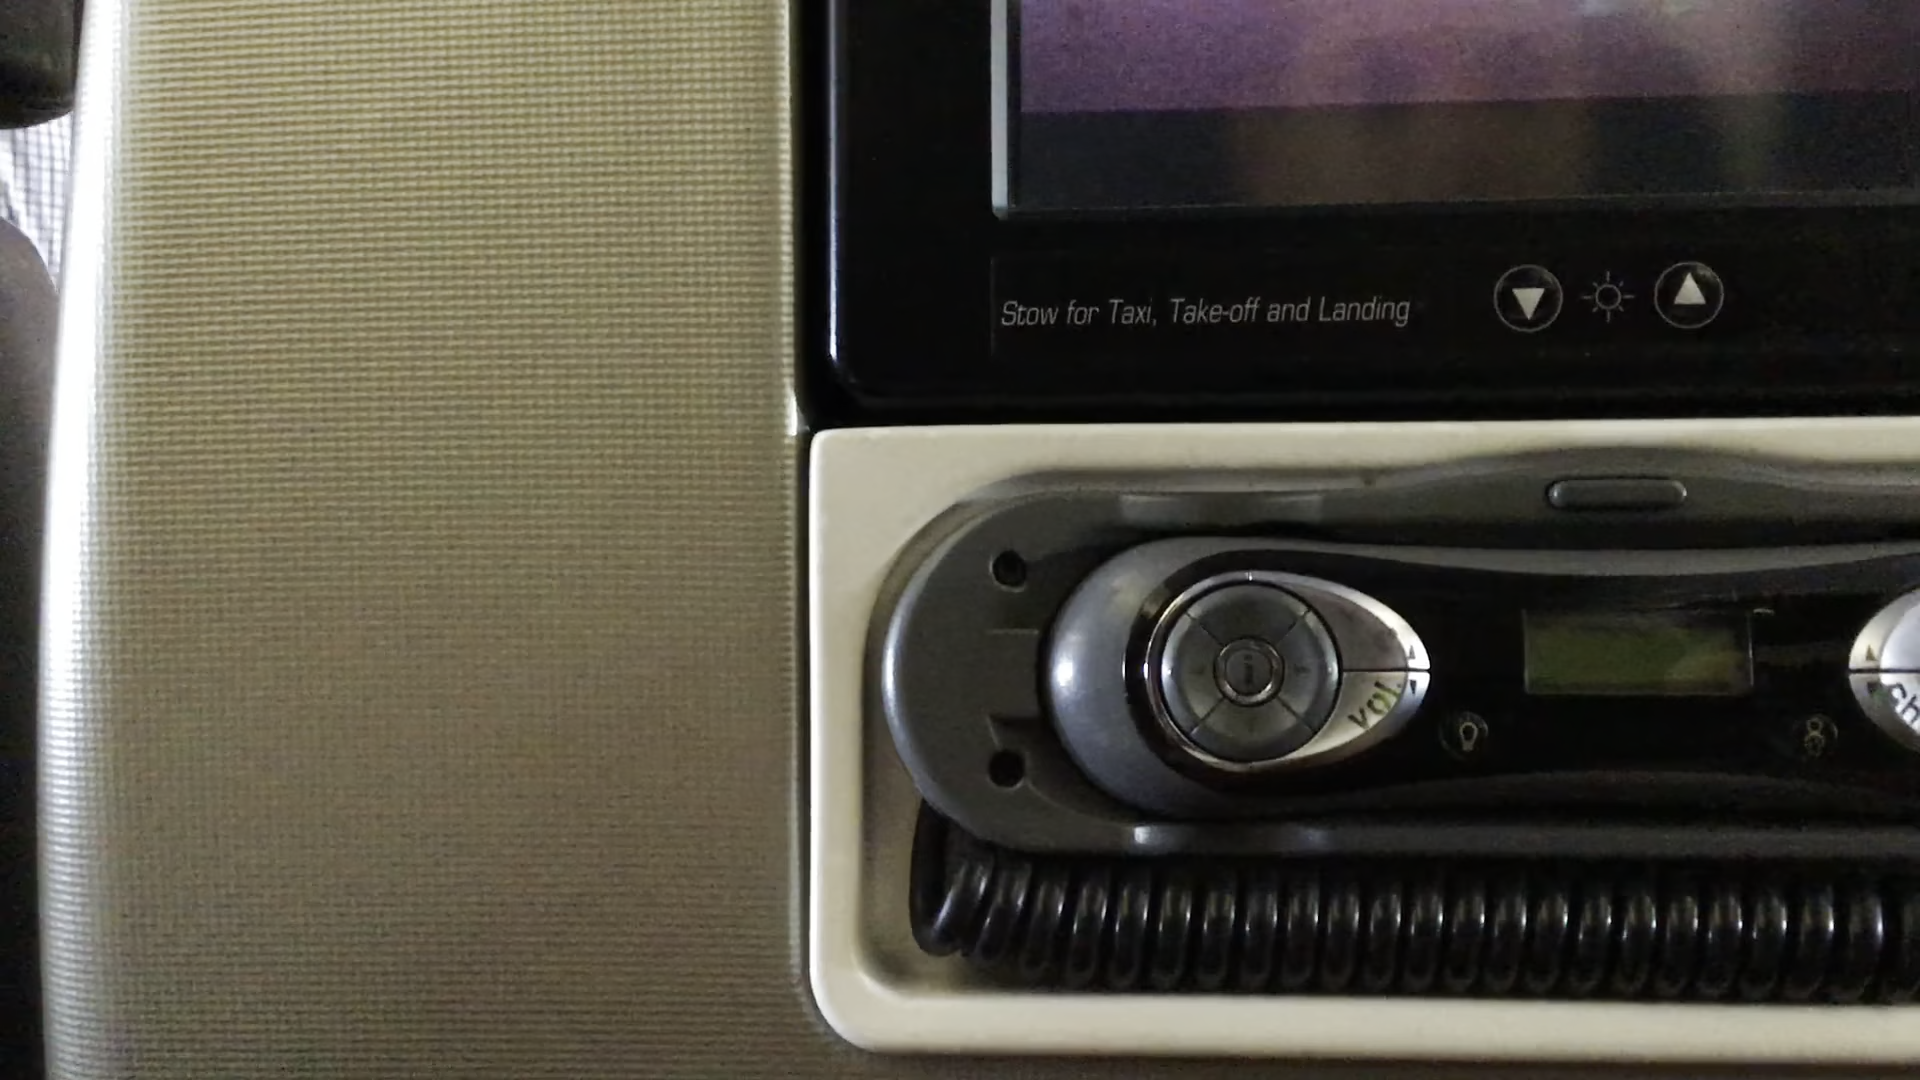 Stow for Taxi, Take-off and Landing
i
VOL
CH